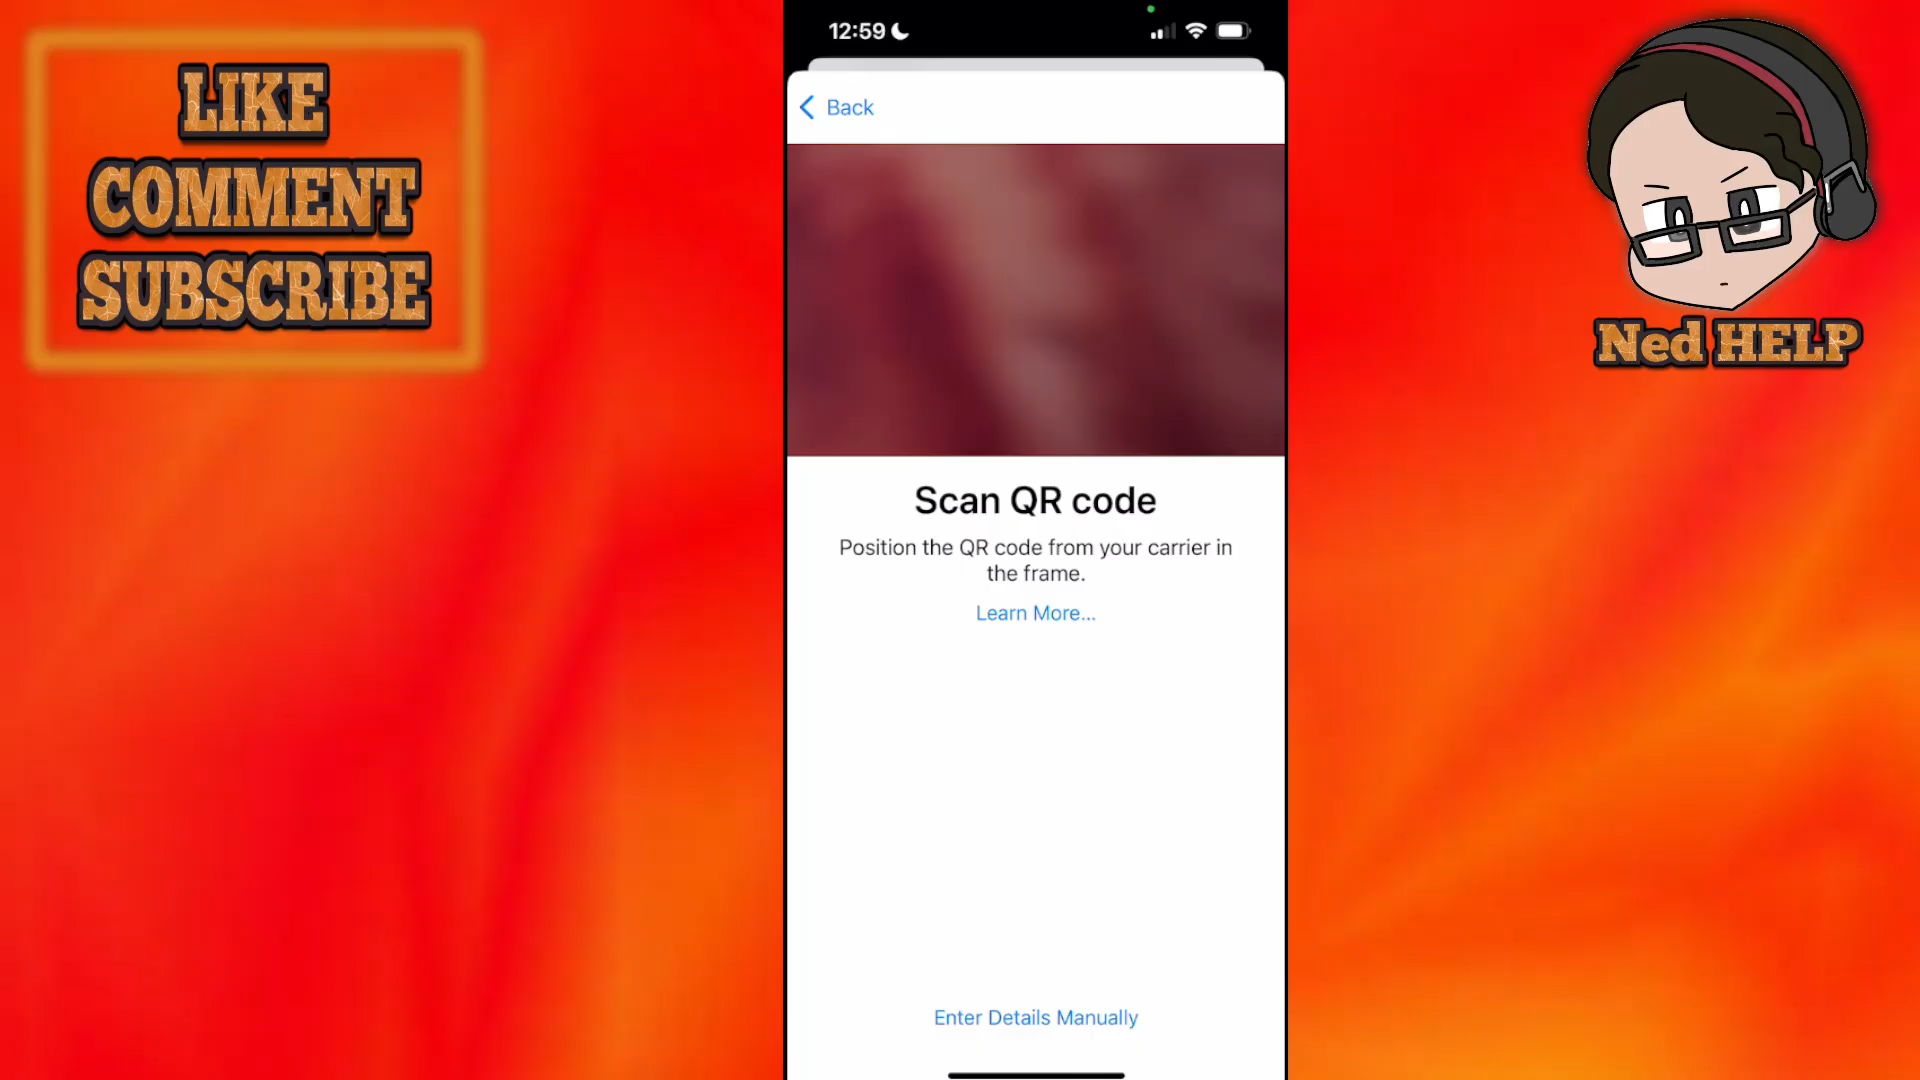 LIKE
COMMENT
SUBSCRIBE
12:59
Back
Scan QR code
Position the QR code from your carrier in
the frame.
Learn More...
Enter Details Manually
Ned HELP